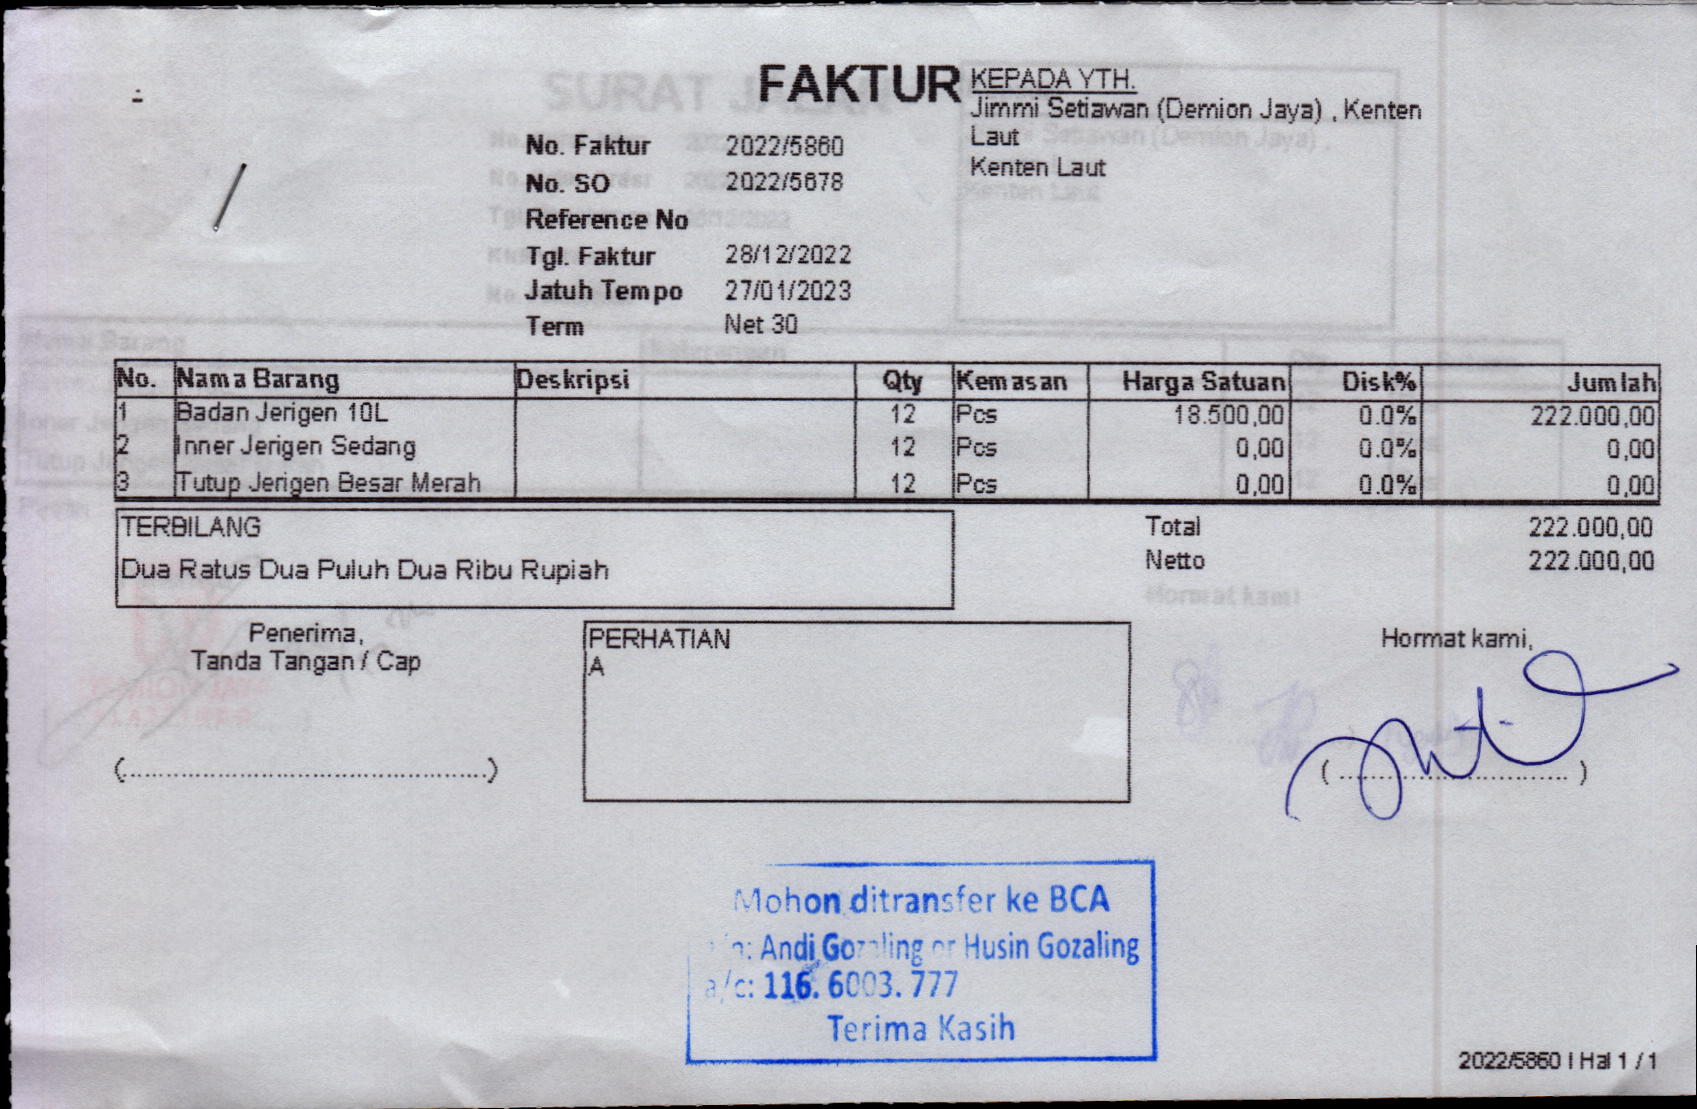 FAKTUR
KEPADA YTH.
Jimmi Setiawan (Demion Jaya) , Kenten
Laut
Kenten Laut
No. Faktur 2022/5860
No. SO 2022/5678
Reference No
Tgl. Faktur 28/12/2022
Jatuh Tempo 27/01/2023
Term Net 30
No. Nama Barang Deskripsi Qty Kemasan Harga Satuan Disk% Jumlah
1 Badan Jerigen 10L 12 Pcs 18.500,00 0.0% 222.000,00
2 Inner Jerigen Sedang 12 Pcs 0,00 0.0% 0,00
3 Tutup Jerigen Besar Merah 12 Pcs 0,00 0.0% 0,00
TERBILANG
Dua Ratus Dua Puluh Dua Ribu Rupiah
Total 222.000,00
Netto 222.000,00
Penerima,
Tanda Tangan / Cap
(................................................)
PERHATIAN
A
Hormat kami,
( .............................. )
Mohon ditransfer ke BCA
Andi Gozaling or Husin Gozaling
a/c: 116. 6003. 777
Terima Kasih
2022/5860 | Hal 1 / 1